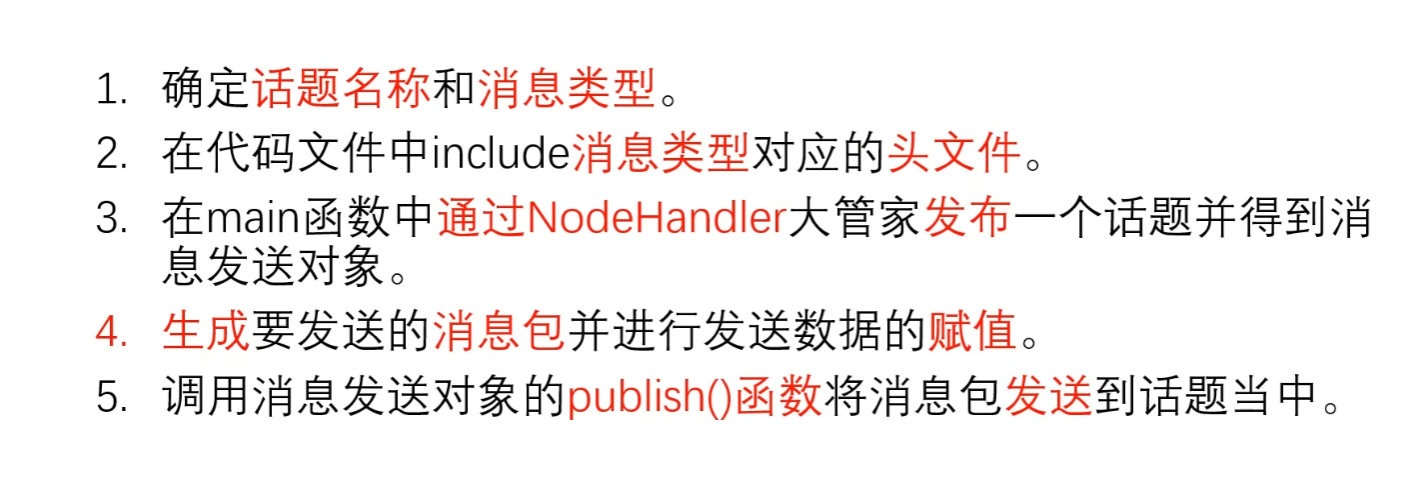 1. 确定话题名称和消息类型。
2. 在代码文件中include消息类型对应的头文件。
3. 在main函数中通过NodeHandler大管家发布一个话题并得到消
息发送对象。
4. 生成要发送的消息包并进行发送数据的赋值。
5. 调用消息发送对象的publish()函数将消息包发送到话题当中。